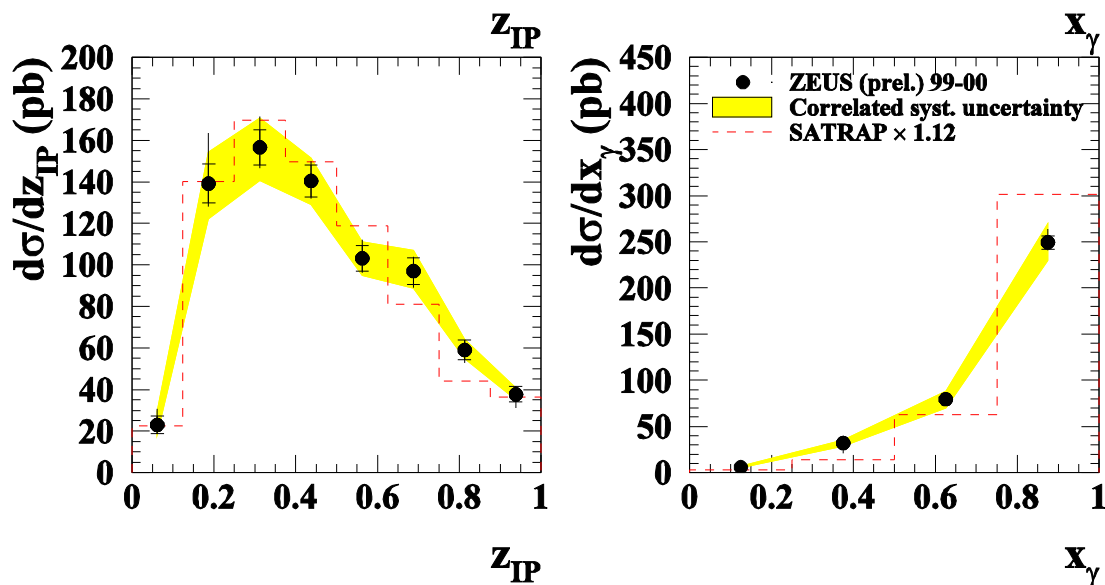 z_IP
dσ/dz_IP (pb)
200
180
160
140
120
100
80
60
40
20
0
0 0.2 0.4 0.6 0.8 1
z_IP
x_γ
dσ/dx_γ (pb)
450
400
350
300
250
200
150
100
50
0
ZEUS (prel.) 99-00
Correlated syst. uncertainty
SATRAP × 1.12
0 0.2 0.4 0.6 0.8 1
x_γ